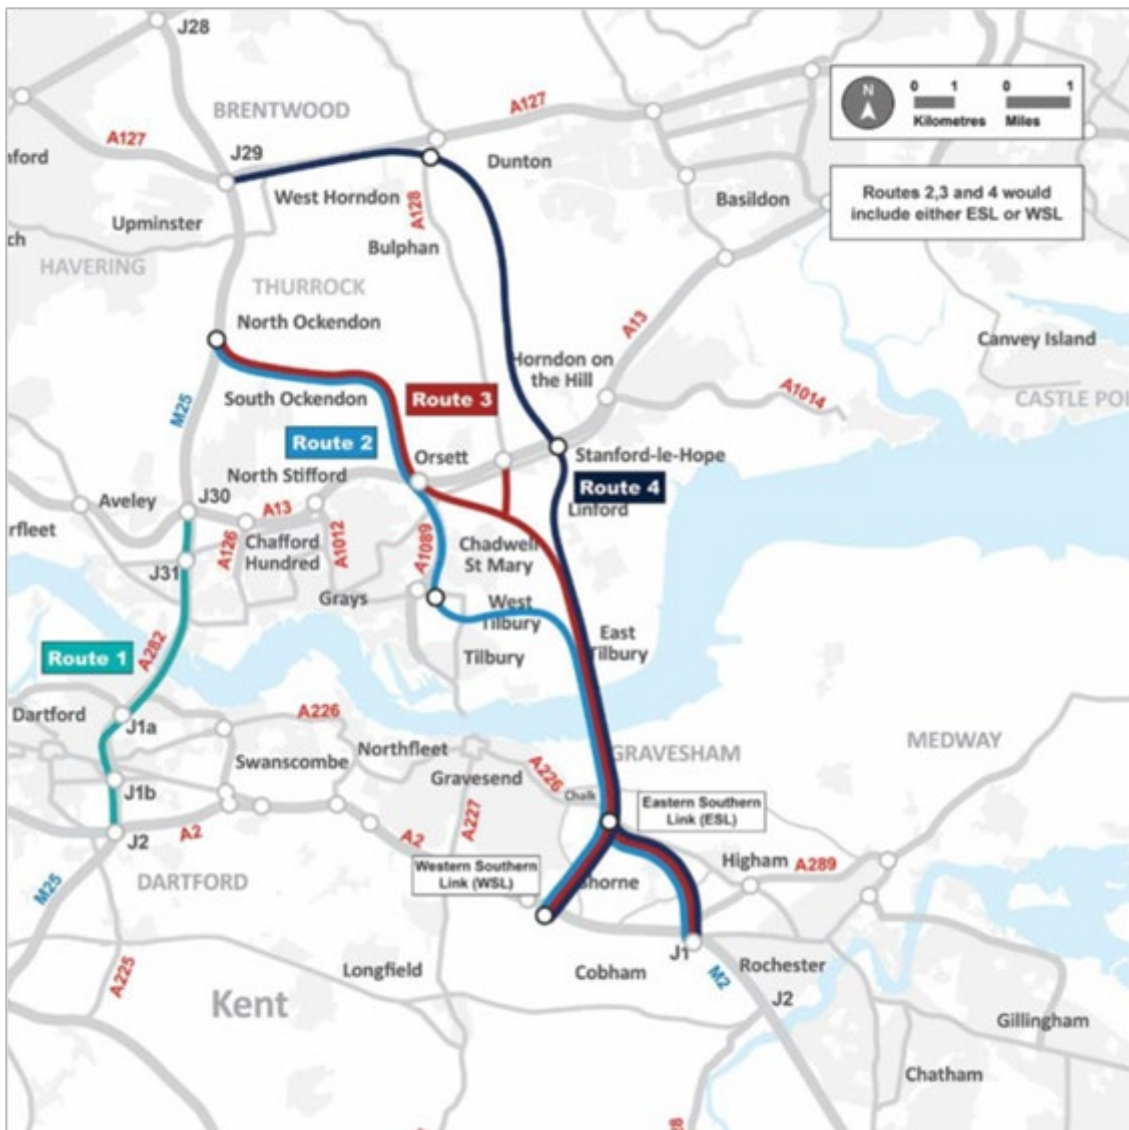 J28
BRENTWOOD
A127
A127
nford
J29
Dunton
West Horndon
A128
Basildon
Upminster
ch
Bulphan
HAVERING
THURROCK
North Ockendon
A13
Canvey Island
Horndon on
the Hill
M25
South Ockendon
Route 3
A1014
CASTLE POI
Route 2
Orsett
Stanford-le-Hope
North Stifford
Route 4
Aveley
J30
A13
Linford
rfleet
A126
Chafford
Hundred
A1012
A1089
Chadwell
St Mary
J31
Grays
West
Tilbury
East
Tilbury
Route 1
A282
Tilbury
Dartford
J1a
A226
Northfleet
GRAVESHAM
MEDWAY
Swanscombe
Gravesend
A226
J1b
Chalk
Eastern Southern
Link (ESL)
A227
J2
A2
A2
Western Southern
Link (WSL)
Higham
A289
M25
DARTFORD
Shorne
J1
A225
Longfield
Cobham
M2
Rochester
J2
Kent
Gillingham
Chatham
28
N
0 1
Kilometres
0 1
Miles
Routes 2,3 and 4 would
include either ESL or WSL